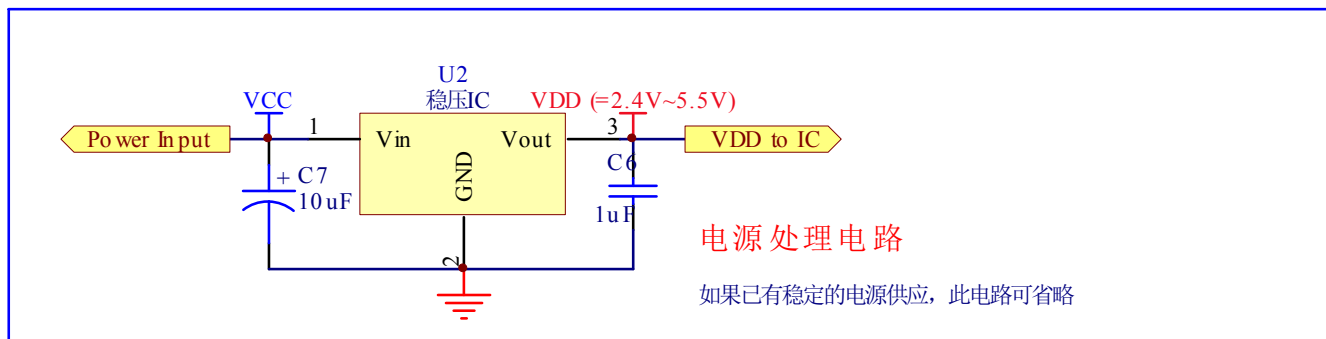 U2
稳压IC
VCC
VDD (=2.4V~5.5V)
Power Input
1
Vin
Vout
3
VDD to IC
GND
C6
+ C7
10uF
1uF
2
电源处理电路
如果已有稳定的电源供应，此电路可省略